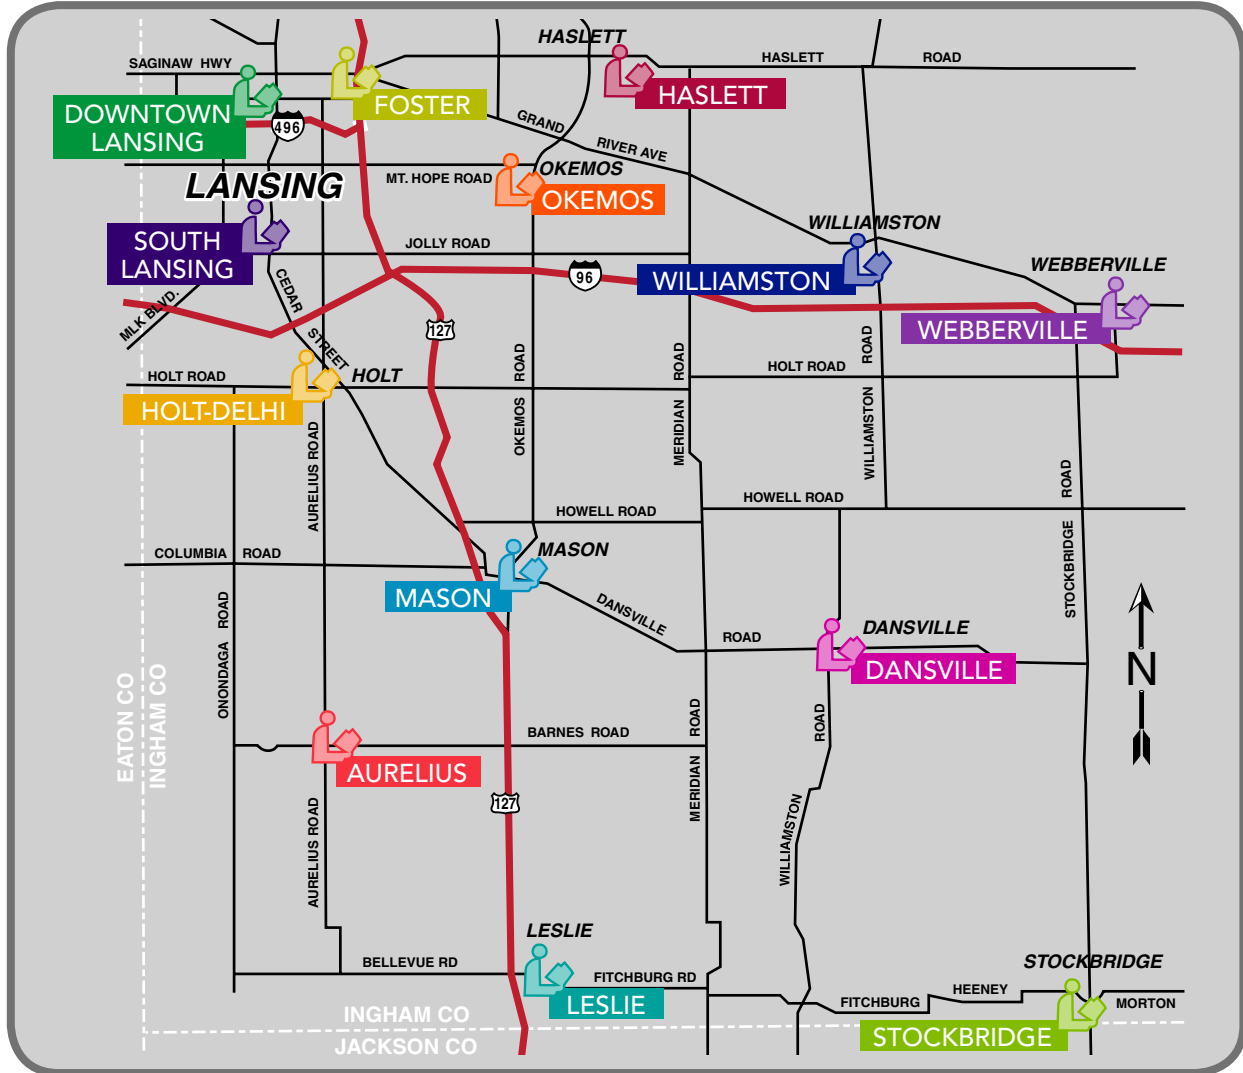 HASLETT
SAGINAW HWY
HASLETT
ROAD
HASLETT
FOSTER
DOWNTOWN
LANSING
496
GRAND
RIVER AVE
MT. HOPE ROAD
OKEMOS
OKEMOS
LANSING
WILLIAMSTON
SOUTH
LANSING
JOLLY ROAD
WEBBERVILLE
WILLIAMSTON
96
CEDAR
STREET
MLK BLVD.
127
WEBBERVILLE
HOLT ROAD
HOLT
HOLT-DELHI
ROAD
OKEMOS
ROAD
MERIDIAN
HOLT ROAD
ROAD
WILLIAMSTON
AURELIUS ROAD
ROAD
STOCKBRIDGE
HOWELL ROAD
HOWELL ROAD
COLUMBIA ROAD
MASON
MASON
DANSVILLE
ROAD
DANSVILLE
DANSVILLE
N
ROAD
ONONDAGA
EATON CO
INGHAM CO
BARNES ROAD
ROAD
MERIDIAN
ROAD
WILLIAMSTON
AURELIUS
127
AURELIUS ROAD
LESLIE
BELLEVUE RD
FITCHBURG RD
LESLIE
STOCKBRIDGE
HEENEY
FITCHBURG
MORTON
STOCKBRIDGE
INGHAM CO
JACKSON CO